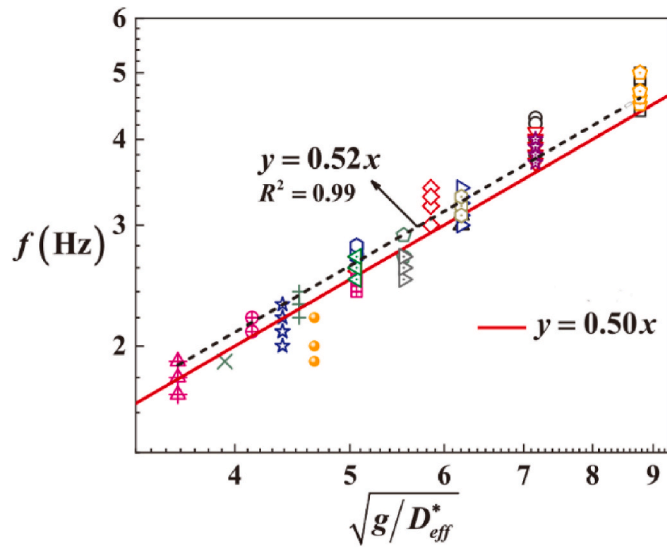 6
5
4
3
2
f (Hz)
y = 0.52x
R² = 0.99
y = 0.50x
4 5 6 7 8 9
√g/D*eff